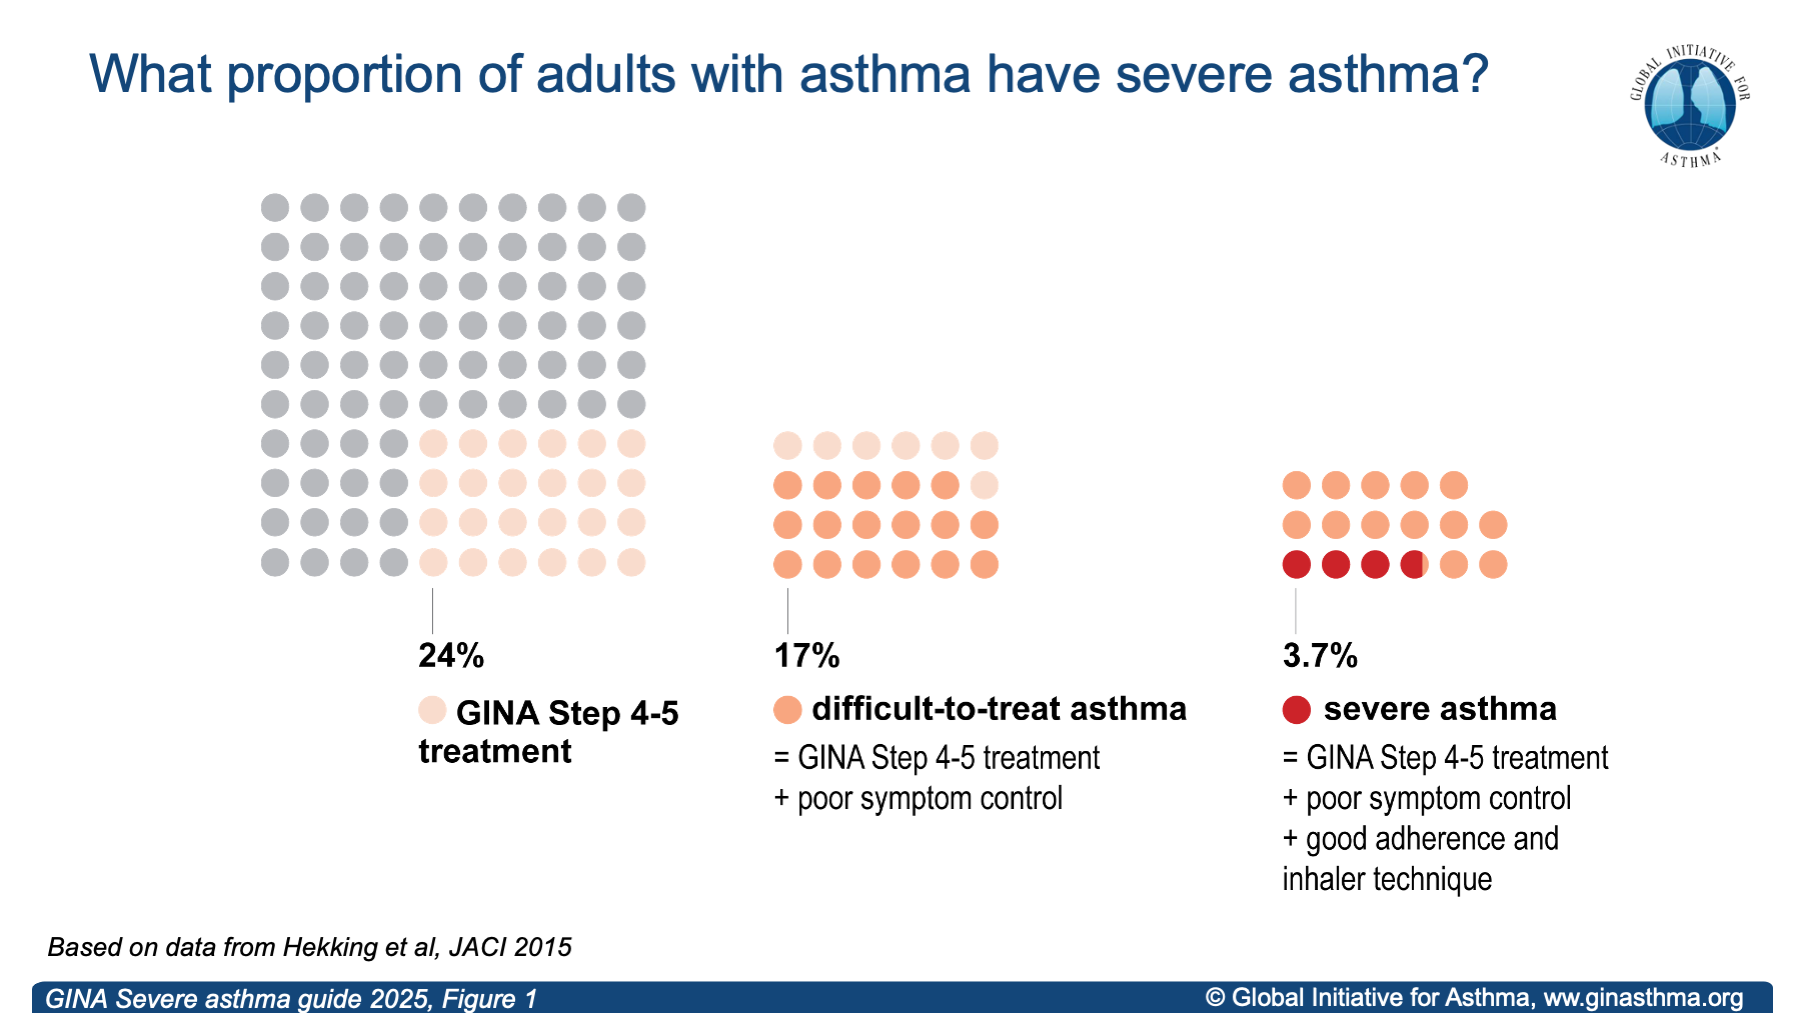 What proportion of adults with asthma have severe asthma?
GLOBAL INITIATIVE FOR
ASTHMA
24%
GINA Step 4-5
treatment
17%
difficult-to-treat asthma
= GINA Step 4-5 treatment
+ poor symptom control
3.7%
severe asthma
= GINA Step 4-5 treatment
+ poor symptom control
+ good adherence and
inhaler technique
Based on data from Hekking et al, JACI 2015
GINA Severe asthma guide 2025, Figure 1
© Global Initiative for Asthma, ww.ginasthma.org